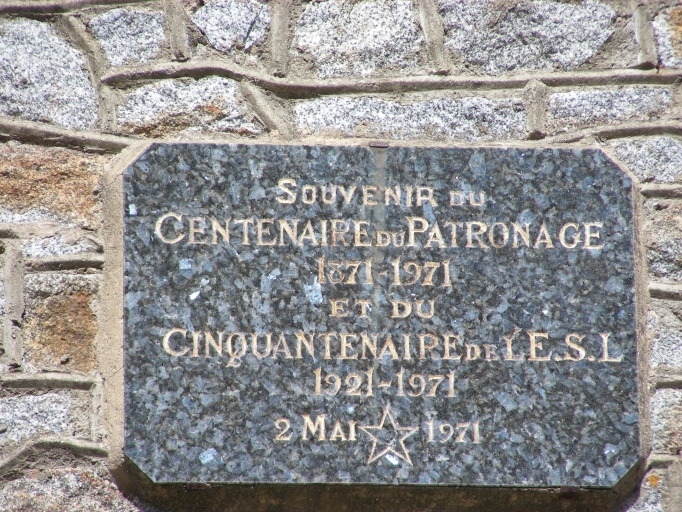 SOUVENIR DU
CENTENAIRE DU PATRONAGE
1871-1971
ET DU
CINQUANTENAIRE DE L'E.S.L
1921-1971
2 MAI 1971